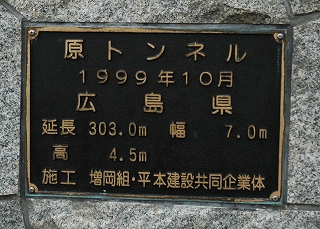 原トンネル
1999年10月
広島県
延長 303.0m 幅 7.0m
高 4.5m
施工 増岡組・平本建設共同企業体